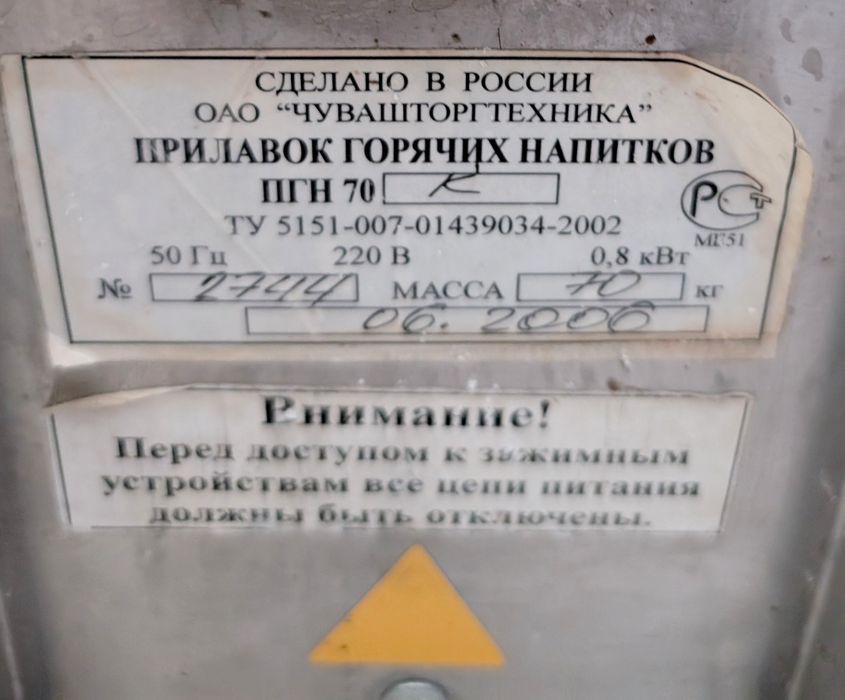 СДЕЛАНО В РОССИИ
ОАО "ЧУВАШТОРГТЕХНИКА"
ПРИЛАВОК ГОРЯЧИХ НАПИТКОВ
ПГН 70 К
РСТ
ТУ 5151-007-01439034-2002
МЕ51
50 Гц 220 В 0,8 кВт
№ 2744 МАССА 70 кг
06. 2006
Внимание!
Перед доступом к зажимным
устройствам все цепи питания
должны быть отключены.